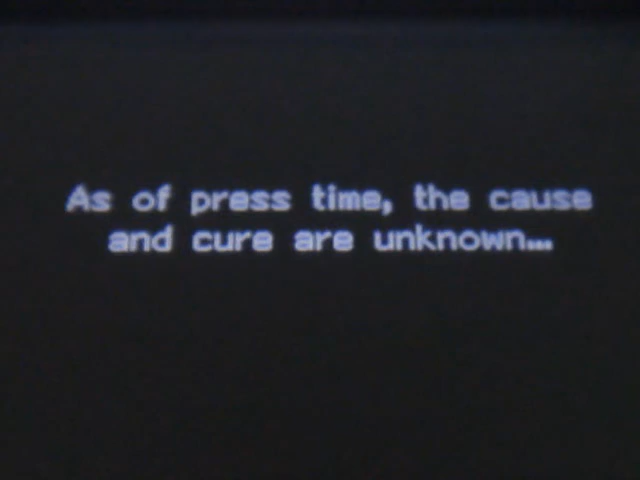 As of press time, the cause
and cure are unknown...